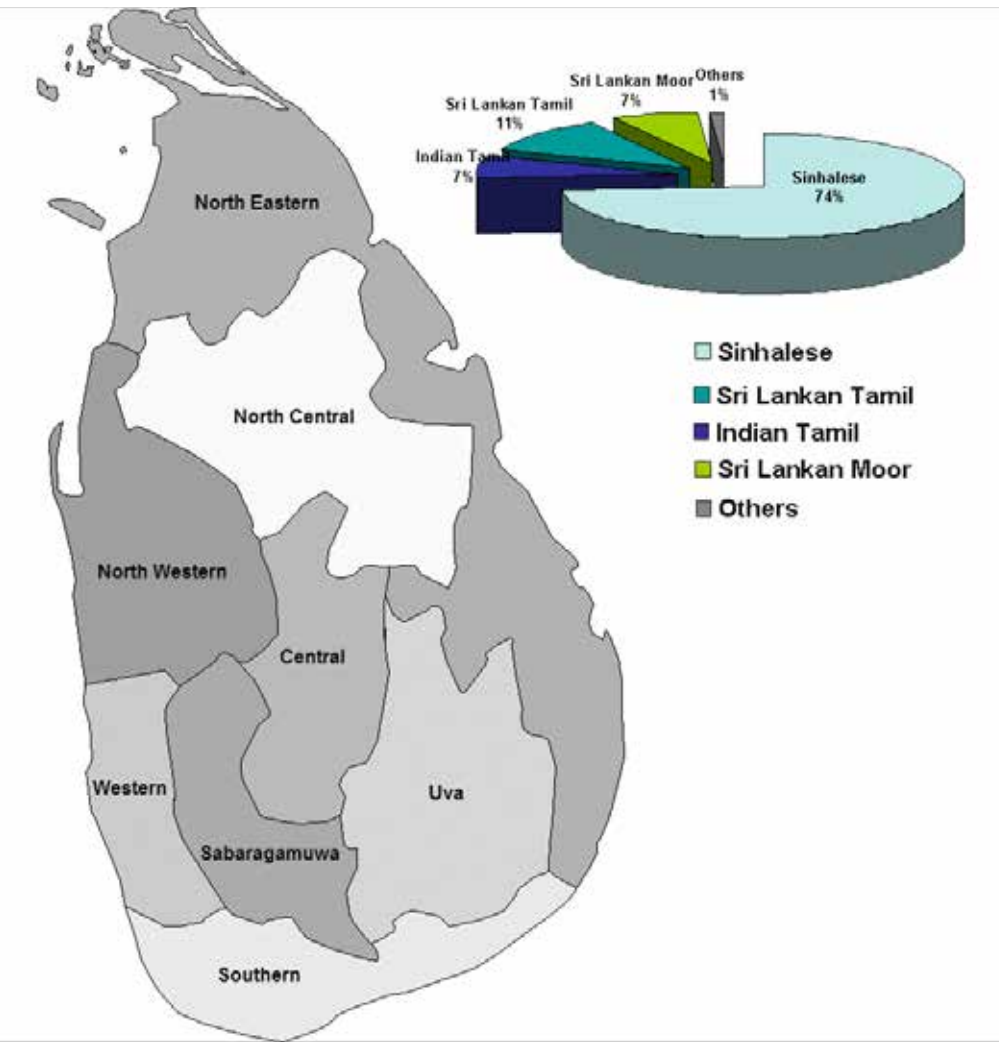 Sri Lankan Moor
7%
Others
1%
Sri Lankan Tamil
11%
Indian Tamil
7%
Sinhalese
74%
North Eastern
Sinhalese
Sri Lankan Tamil
North Central
Indian Tamil
Sri Lankan Moor
Others
North Western
Central
Western
Uva
Sabaragamuwa
Southern